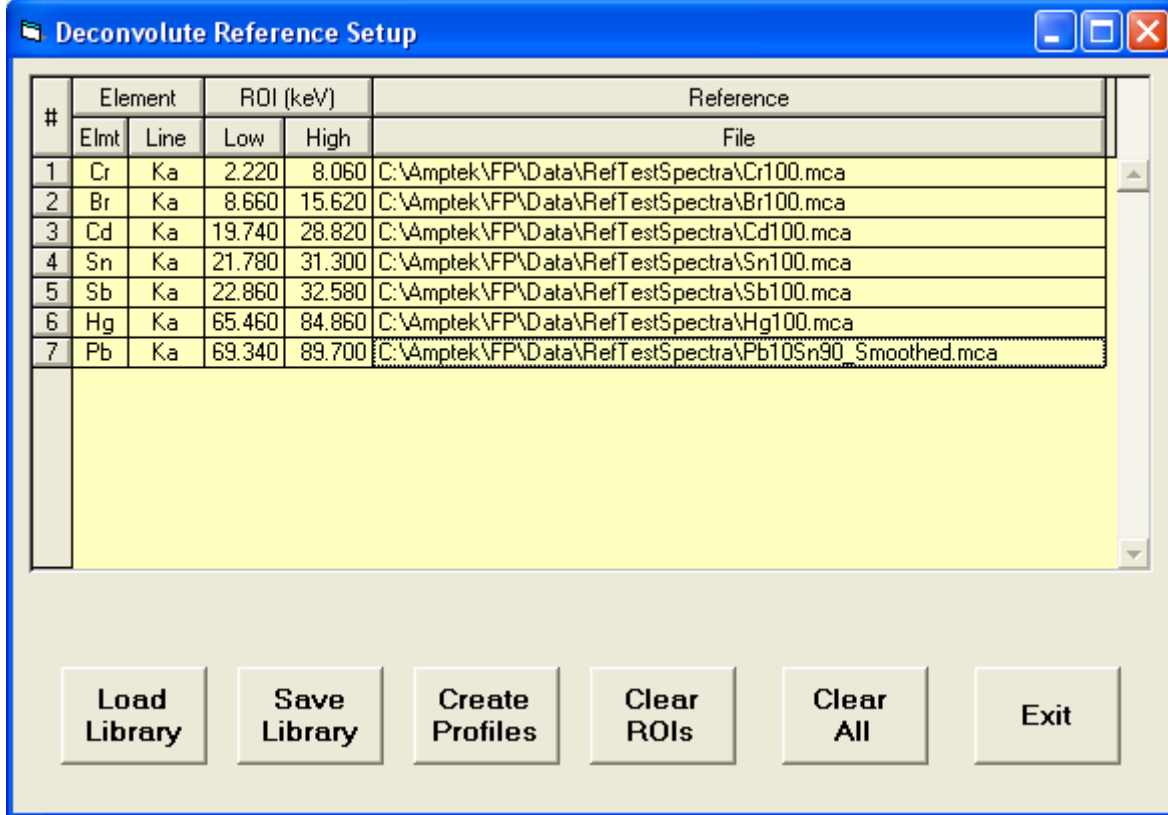 Deconvolute Reference Setup
# Element ROI (keV) Reference
Elmt Line Low High File
1 Cr Ka 2.220 8.060 C:\Amptek\FP\Data\RefTestSpectra\Cr100.mca
2 Br Ka 8.660 15.620 C:\Amptek\FP\Data\RefTestSpectra\Br100.mca
3 Cd Ka 19.740 28.820 C:\Amptek\FP\Data\RefTestSpectra\Cd100.mca
4 Sn Ka 21.780 31.300 C:\Amptek\FP\Data\RefTestSpectra\Sn100.mca
5 Sb Ka 22.860 32.580 C:\Amptek\FP\Data\RefTestSpectra\Sb100.mca
6 Hg Ka 65.460 84.860 C:\Amptek\FP\Data\RefTestSpectra\Hg100.mca
7 Pb Ka 69.340 89.700 C:\Amptek\FP\Data\RefTestSpectra\Pb10Sn90_Smoothed.mca
Load Library
Save Library
Create Profiles
Clear ROIs
Clear All
Exit